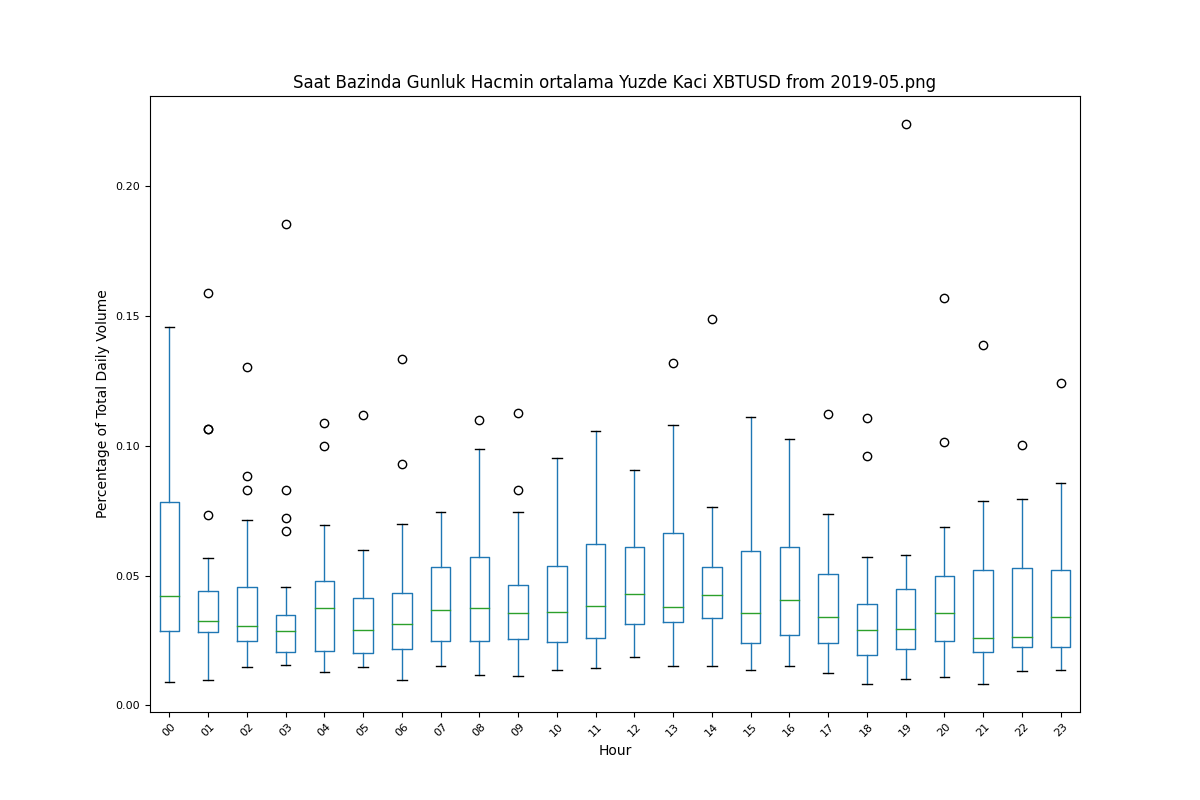 Saat Bazinda Gunluk Hacmin ortalama Yuzde Kaci XBTUSD from 2019-05.png
Percentage of Total Daily Volume
0.20
0.15
0.10
0.05
0.00
00 01 02 03 04 05 06 07 08 09 10 11 12 13 14 15 16 17 18 19 20 21 22 23
Hour